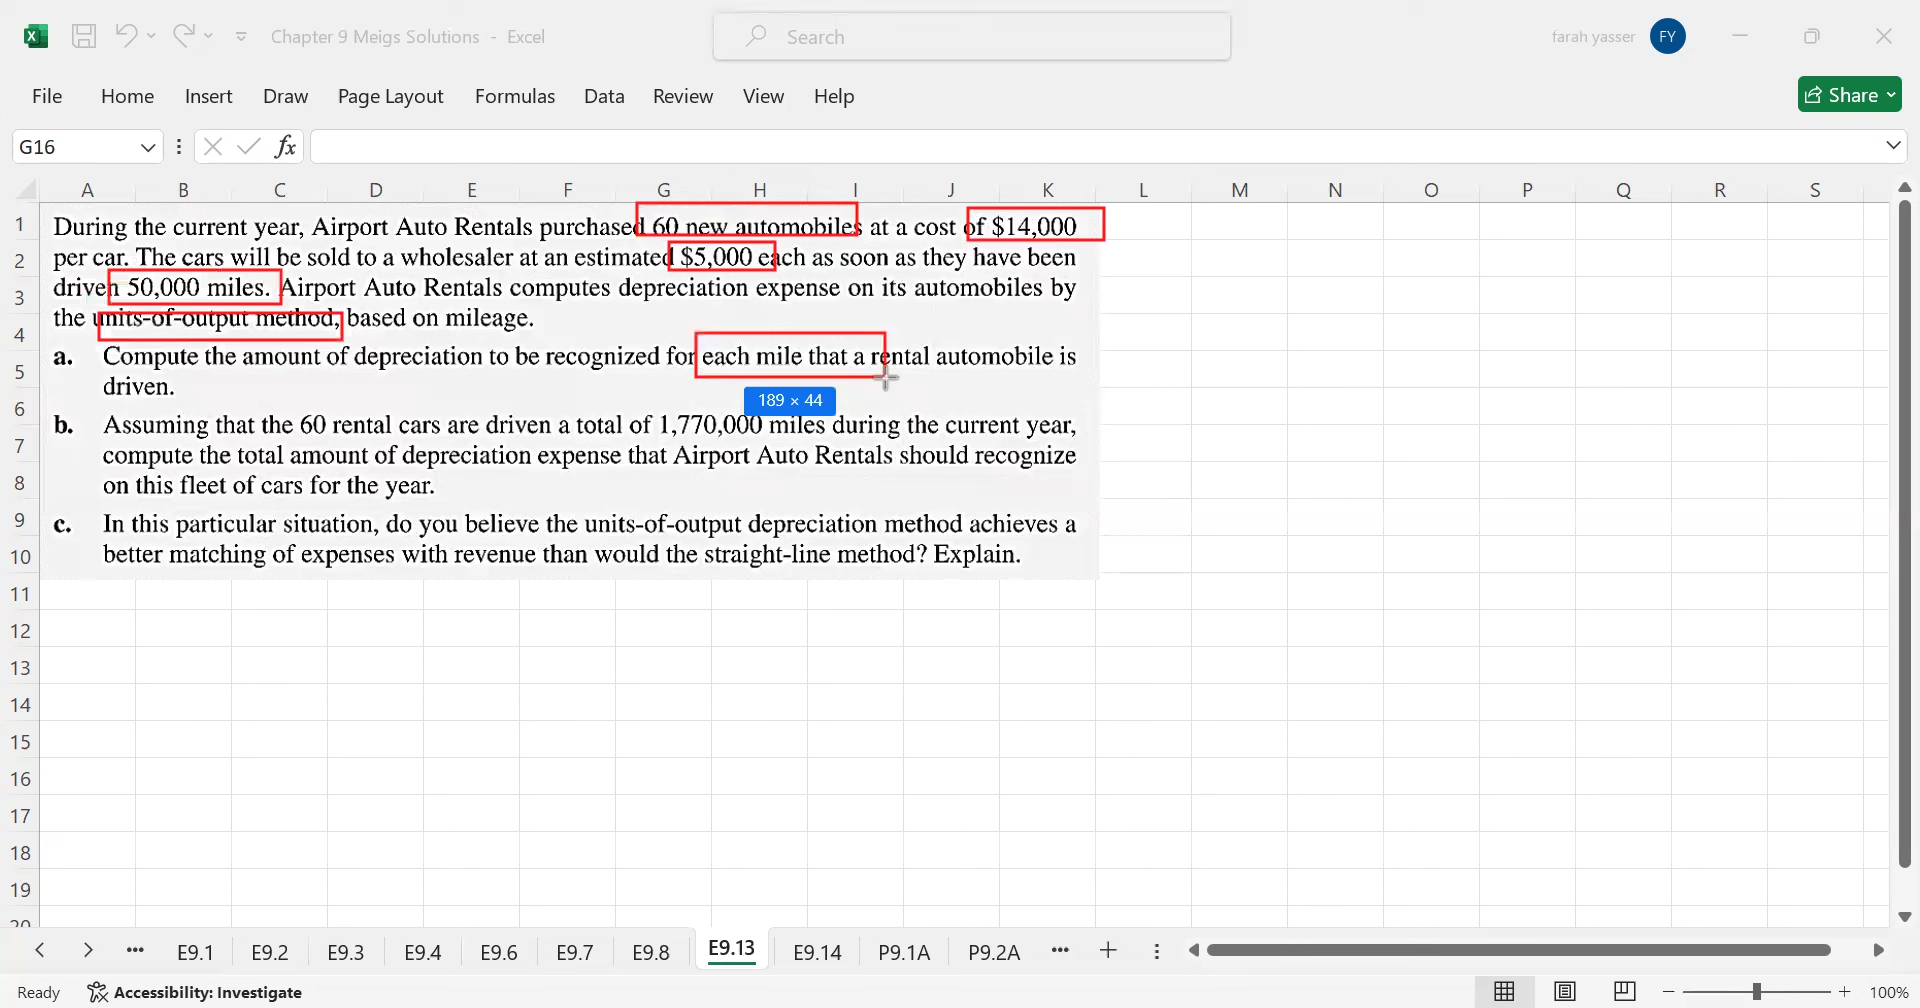 Chapter 9 Meigs Solutions - Excel
Search
farah yasser
FY
File Home Insert Draw Page Layout Formulas Data Review View Help
Share
G16
fx
A B C D E F G H I J K L M N O P Q R S
1
2
3
4
5
6
7
8
9
10
11
12
13
14
15
16
17
18
19
20
During the current year, Airport Auto Rentals purchased 60 new automobiles at a cost of $14,000
per car. The cars will be sold to a wholesaler at an estimated $5,000 each as soon as they have been
driven 50,000 miles. Airport Auto Rentals computes depreciation expense on its automobiles by
the units-of-output method, based on mileage.
a. Compute the amount of depreciation to be recognized for each mile that a rental automobile is
driven.
189 × 44
b. Assuming that the 60 rental cars are driven a total of 1,770,000 miles during the current year,
compute the total amount of depreciation expense that Airport Auto Rentals should recognize
on this fleet of cars for the year.
c. In this particular situation, do you believe the units-of-output depreciation method achieves a
better matching of expenses with revenue than would the straight-line method? Explain.
E9.1 E9.2 E9.3 E9.4 E9.6 E9.7 E9.8 E9.13 E9.14 P9.1A P9.2A
Ready Accessibility: Investigate
100%